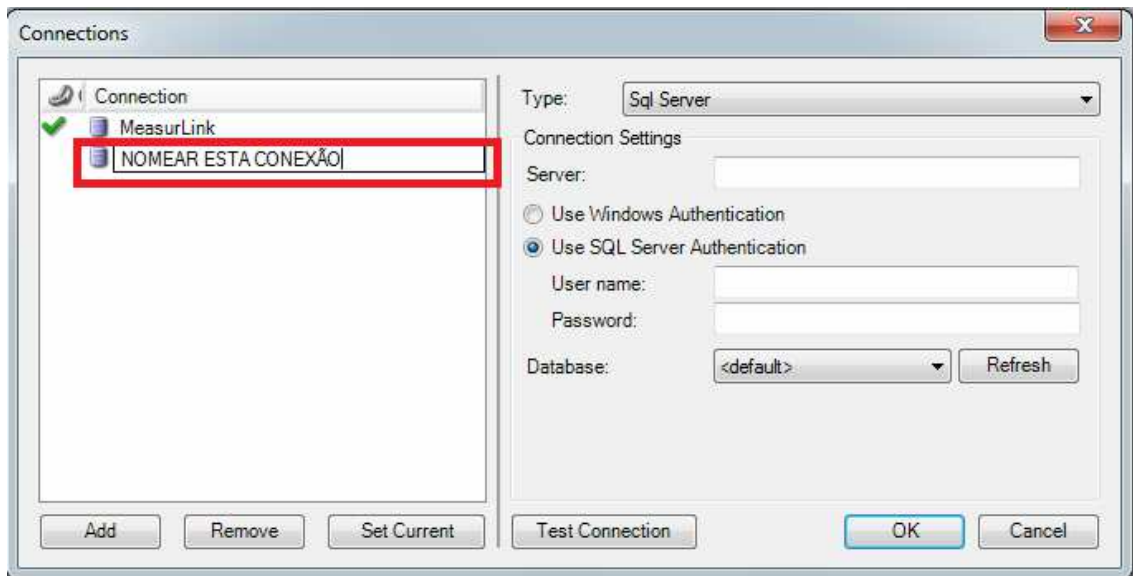 Connections
Connection
MeasurLink
NOMEAR ESTA CONEXÃO
Add
Remove
Set Current
Type:
Sql Server
Connection Settings
Server:
Use Windows Authentication
Use SQL Server Authentication
User name:
Password:
Database:
<default>
Refresh
Test Connection
OK
Cancel